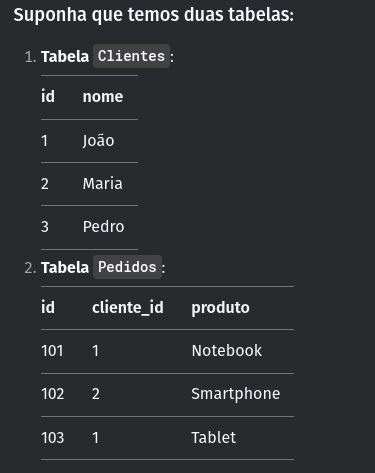 Suponha que temos duas tabelas:
1. Tabela Clientes:
id nome
1 João
2 Maria
3 Pedro
2. Tabela Pedidos:
id cliente_id produto
101 1 Notebook
102 2 Smartphone
103 1 Tablet